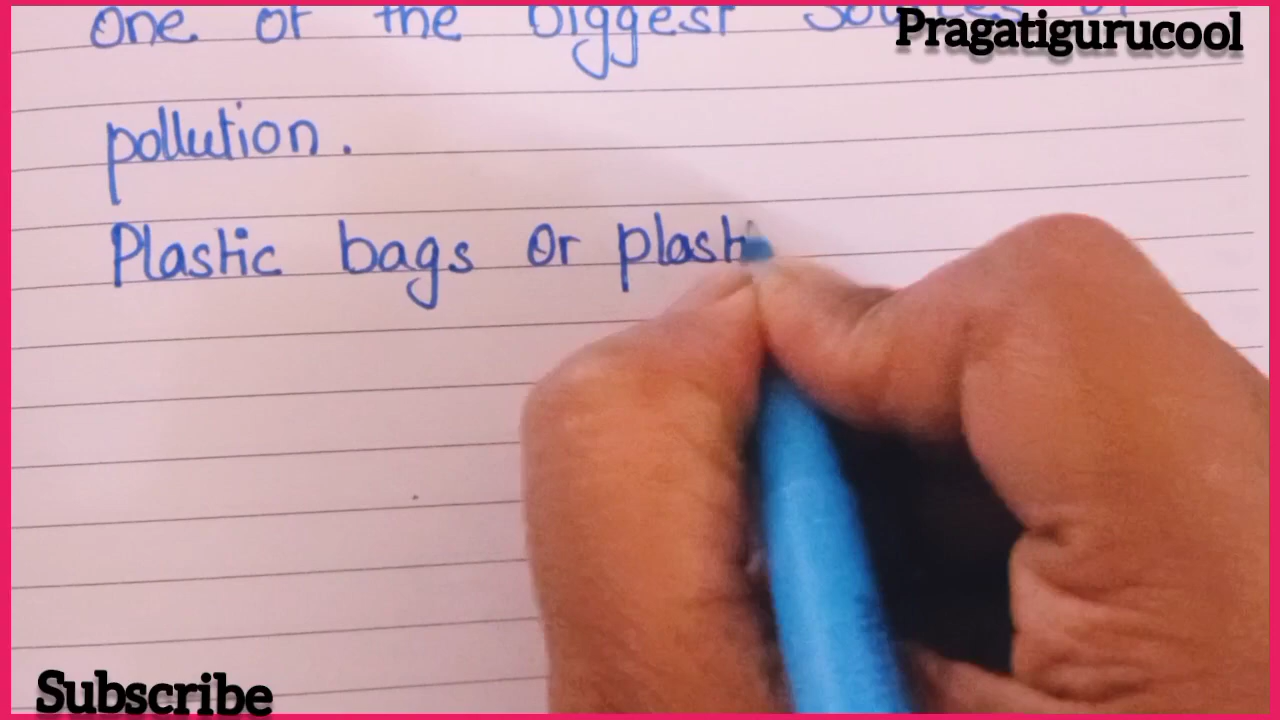 One of the biggest
Pragatigurucool
pollution.
Plastic bags or plast
Subscribe